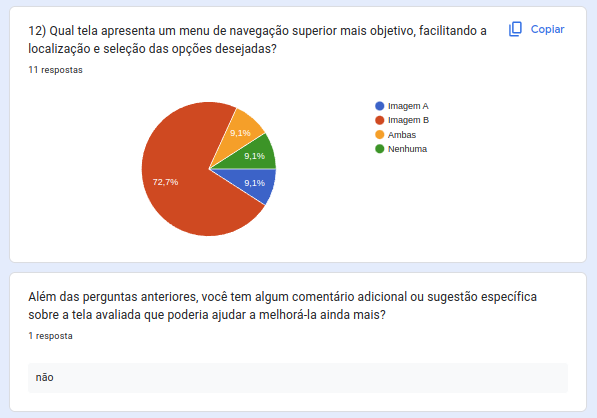 12) Qual tela apresenta um menu de navegação superior mais objetivo, facilitando a
localização e seleção das opções desejadas?
Copiar
11 respostas
Imagem A
Imagem B
Ambas
Nenhuma
9,1%
9,1%
9,1%
72,7%
Além das perguntas anteriores, você tem algum comentário adicional ou sugestão específica
sobre a tela avaliada que poderia ajudar a melhorá-la ainda mais?
1 resposta
não